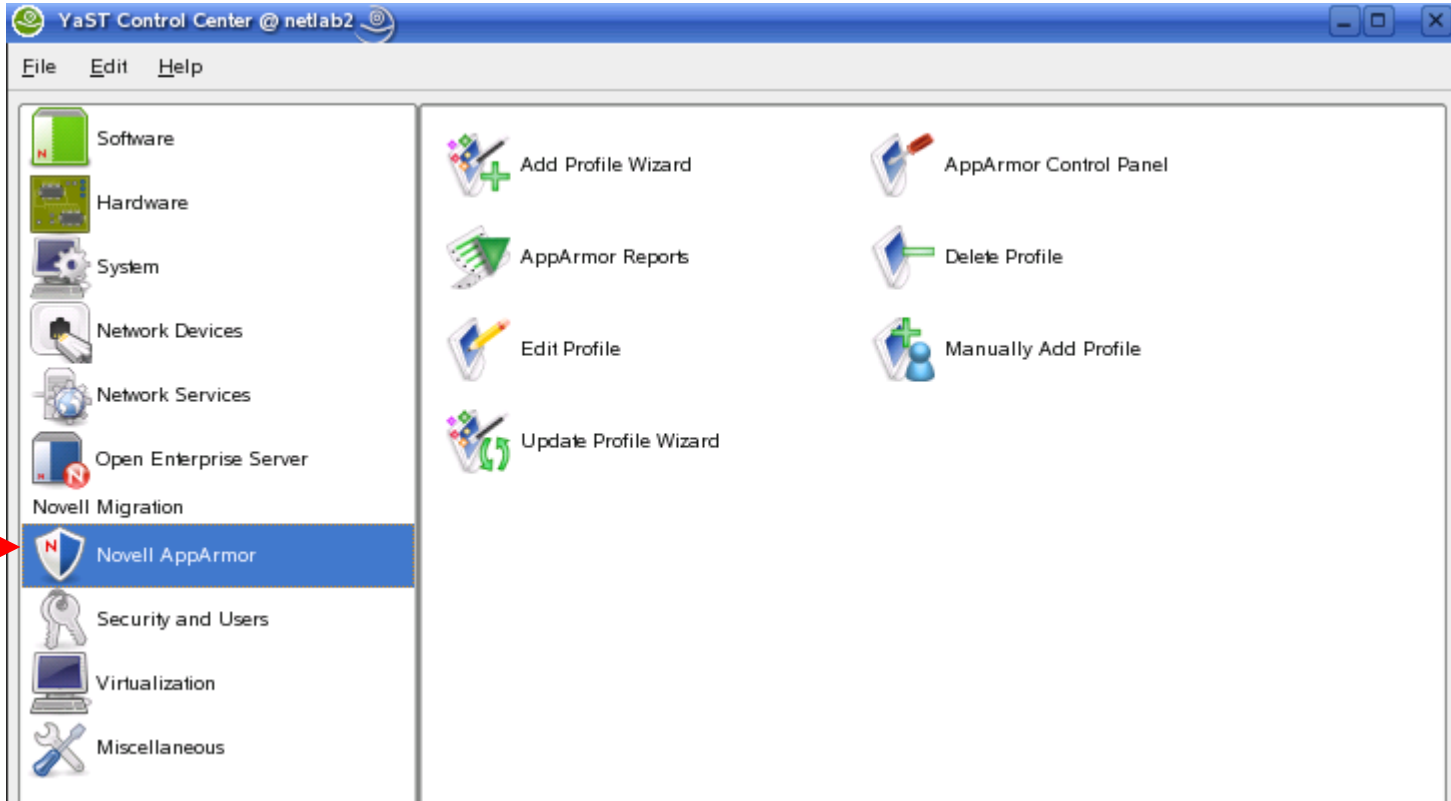 YaST Control Center @ netlab2
File Edit Help
Software
Hardware
System
Network Devices
Network Services
Open Enterprise Server
Novell Migration
Novell AppArmor
Security and Users
Virtualization
Miscellaneous
Add Profile Wizard
AppArmor Control Panel
AppArmor Reports
Delete Profile
Edit Profile
Manually Add Profile
Update Profile Wizard